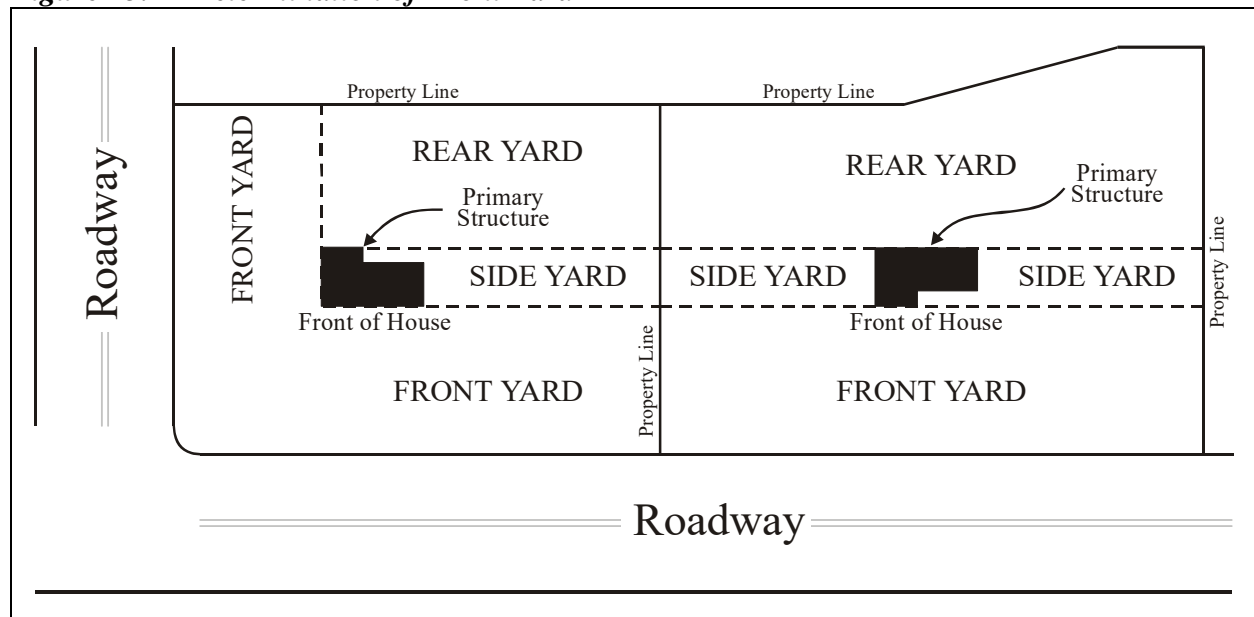 Property Line
Property Line
FRONT YARD
REAR YARD
REAR YARD
Primary
Structure
Primary
Structure
Roadway
SIDE YARD
SIDE YARD
SIDE YARD
Property Line
Front of House
Front of House
Property Line
FRONT YARD
FRONT YARD
Roadway